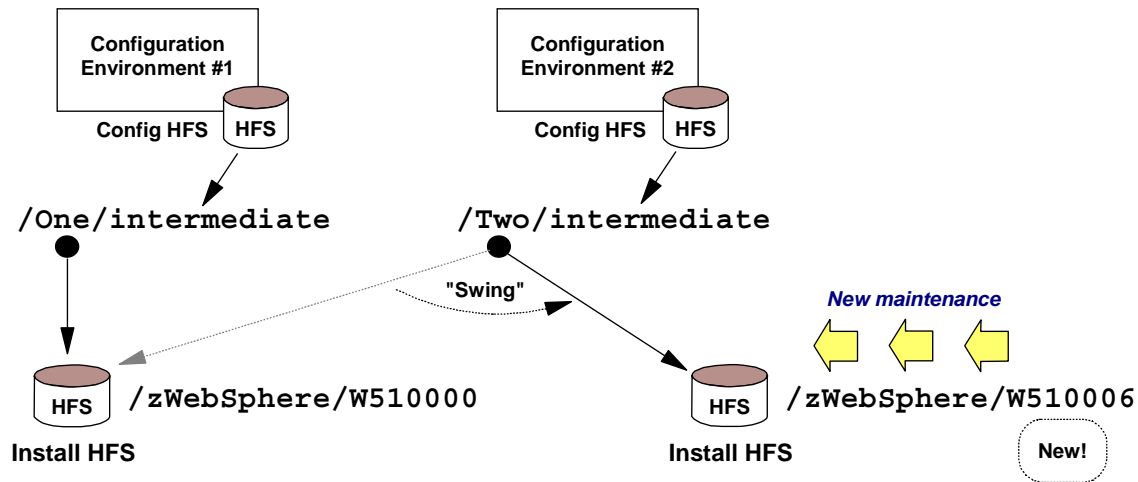 Configuration
Environment #1
HFS
Config HFS
Configuration
Environment #2
HFS
Config HFS
/One/intermediate
/Two/intermediate
"Swing"
New maintenance
HFS
/zWebSphere/W510000
Install HFS
HFS
/zWebSphere/W510006
Install HFS
New!